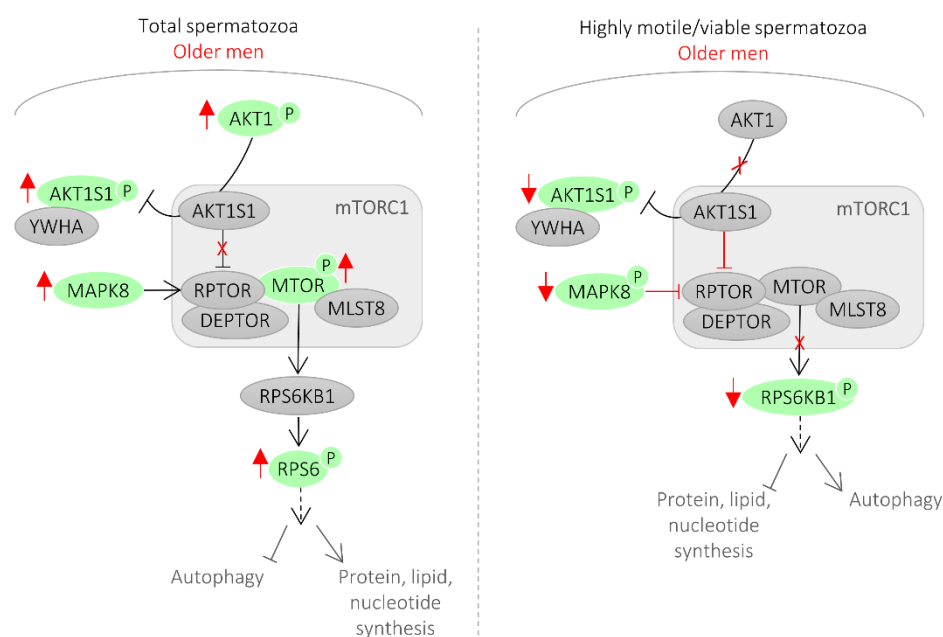 Total spermatozoa
Older men
AKT1 P
AKT1S1 P
YWHA
AKT1S1
mTORC1
MAPK8
RPTOR
MTOR P
DEPTOR
MLST8
RPS6KB1
RPS6 P
Autophagy
Protein, lipid,
nucleotide
synthesis
Highly motile/viable spermatozoa
Older men
AKT1
AKT1S1 P
YWHA
AKT1S1
mTORC1
MAPK8 P
RPTOR
MTOR
DEPTOR
MLST8
RPS6KB1 P
Protein, lipid,
nucleotide
synthesis
Autophagy